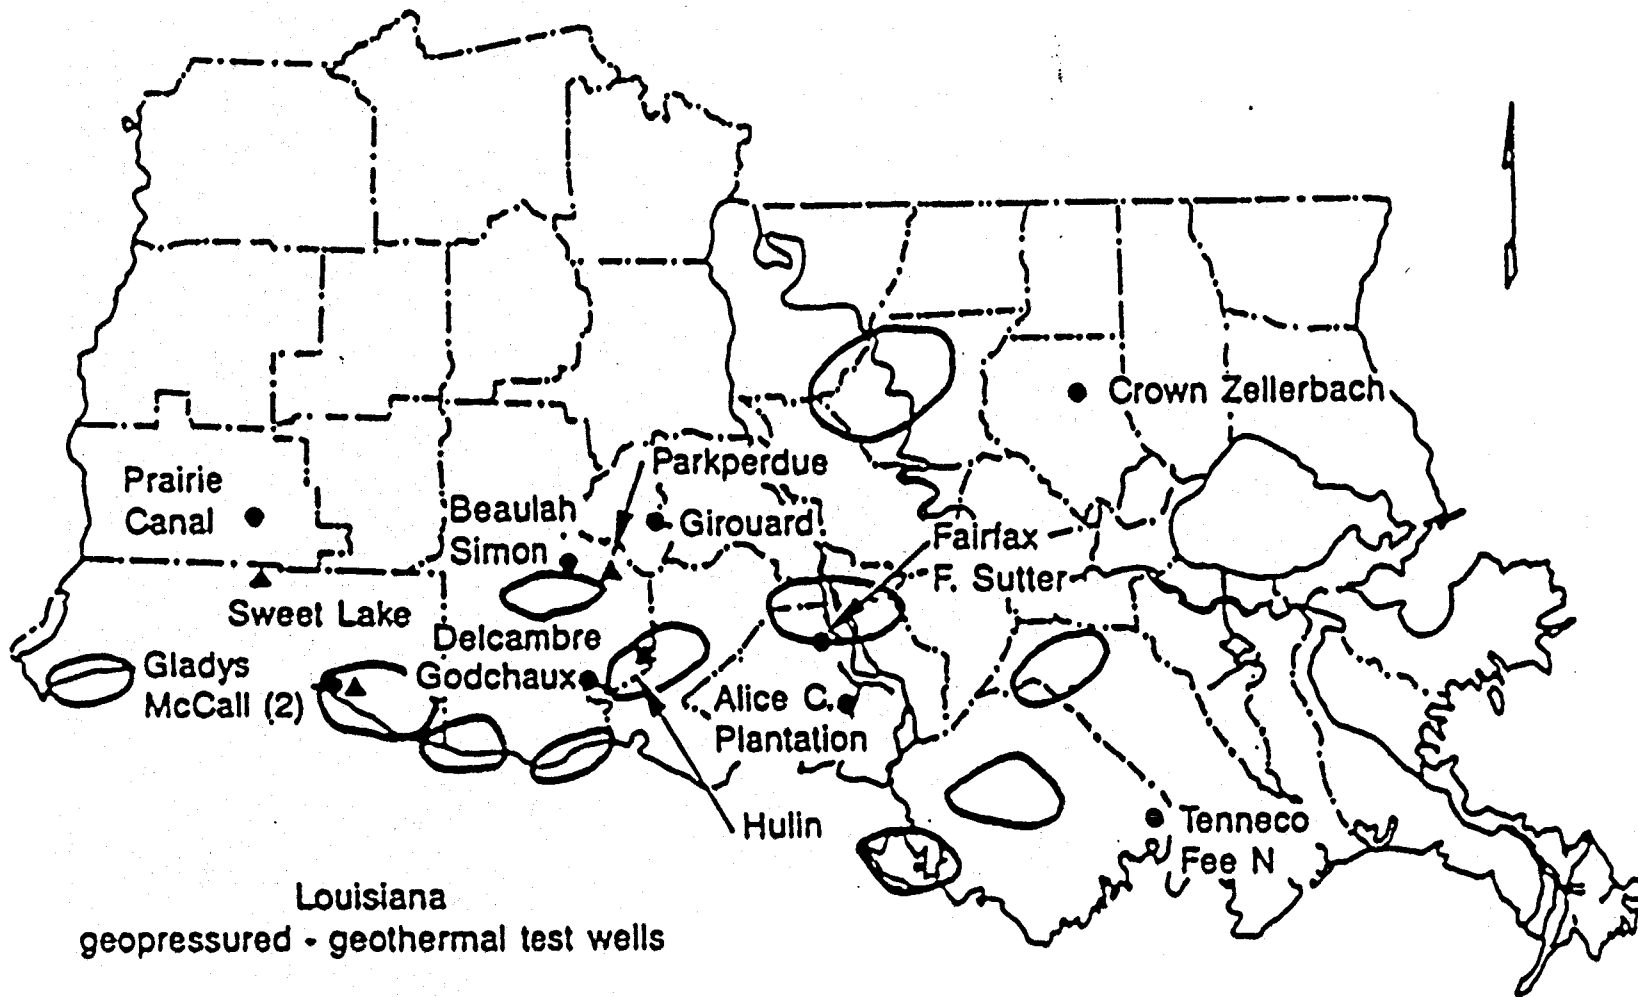 Crown Zellerbach
Parkperdue
Prairie
Canal
Beaulah
Simon
Girouard
Fairfax
F. Sutter
Sweet Lake
Delcambre
Godchaux
Gladys
McCall (2)
Alice C.
Plantation
Hulin
Tenneco
Fee N
Louisiana
geopressured - geothermal test wells